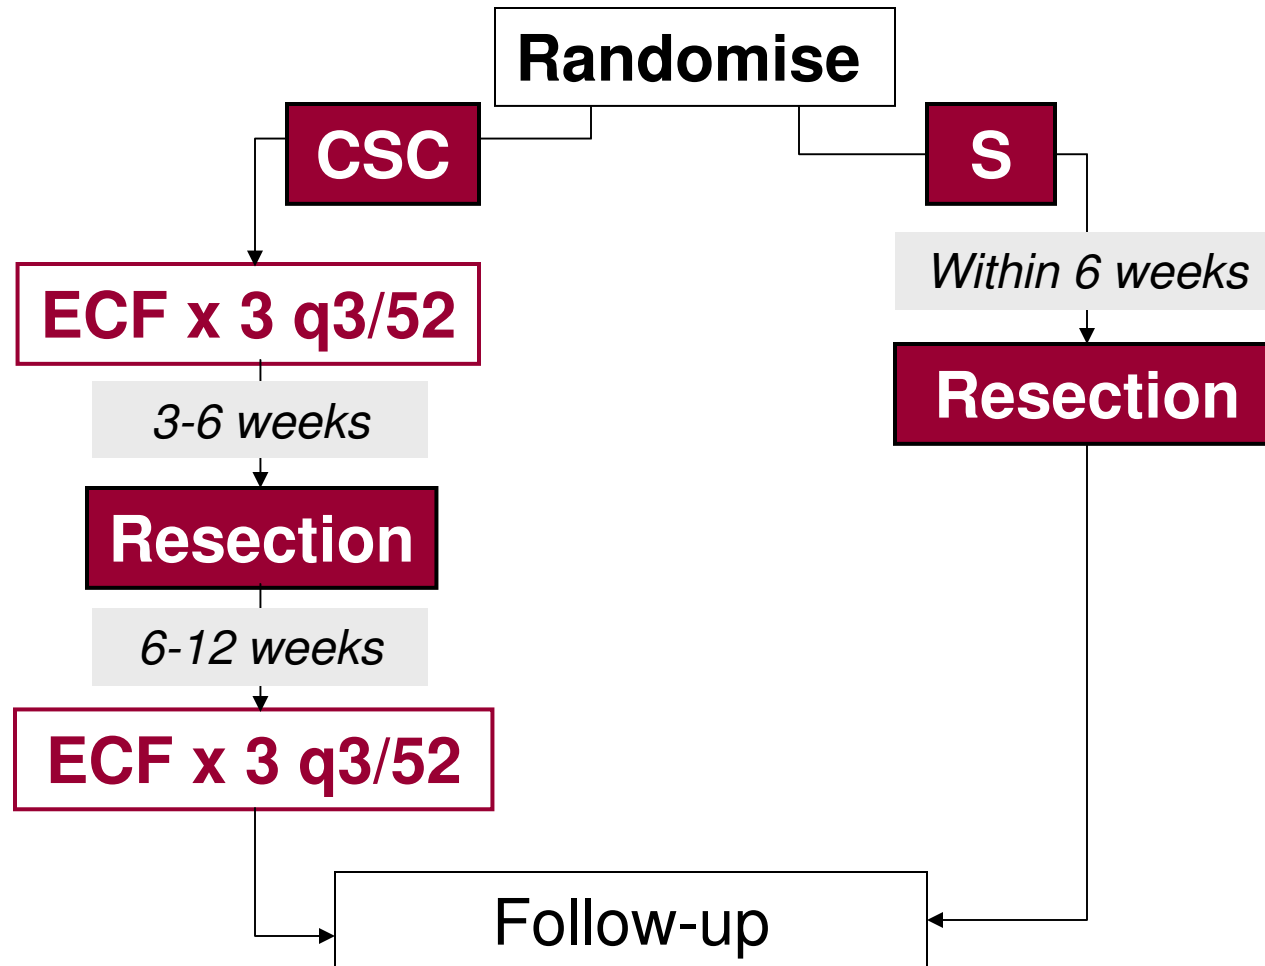 Randomise
CSC
S
ECF x 3 q3/52
Within 6 weeks
3-6 weeks
Resection
Resection
6-12 weeks
ECF x 3 q3/52
Follow-up